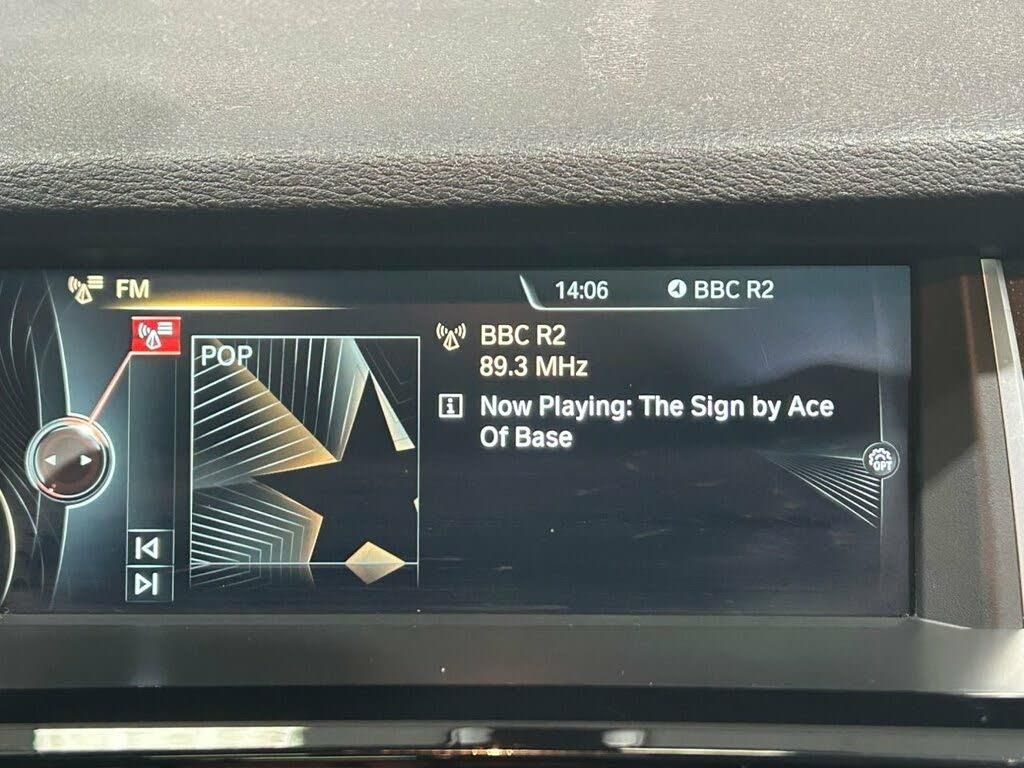 FM
14:06
BBC R2
POP
BBC R2
89.3 MHz
Now Playing: The Sign by Ace
Of Base
OPT